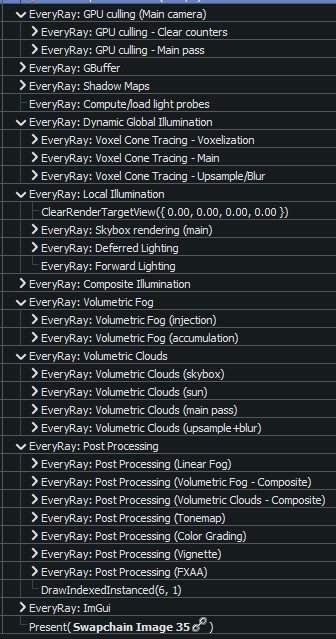 EveryRay: GPU culling (Main camera)
EveryRay: GPU culling - Clear counters
EveryRay: GPU culling - Main pass
EveryRay: GBuffer
EveryRay: Shadow Maps
EveryRay: Compute/load light probes
EveryRay: Dynamic Global Illumination
EveryRay: Voxel Cone Tracing - Voxelization
EveryRay: Voxel Cone Tracing - Main
EveryRay: Voxel Cone Tracing - Upsample/Blur
EveryRay: Local Illumination
ClearRenderTargetView({ 0.00, 0.00, 0.00, 0.00 })
EveryRay: Skybox rendering (main)
EveryRay: Deferred Lighting
EveryRay: Forward Lighting
EveryRay: Composite Illumination
EveryRay: Volumetric Fog
EveryRay: Volumetric Fog (injection)
EveryRay: Volumetric Fog (accumulation)
EveryRay: Volumetric Clouds
EveryRay: Volumetric Clouds (skybox)
EveryRay: Volumetric Clouds (sun)
EveryRay: Volumetric Clouds (main pass)
EveryRay: Volumetric Clouds (upsample+blur)
EveryRay: Post Processing
EveryRay: Post Processing (Linear Fog)
EveryRay: Post Processing (Volumetric Fog - Composite)
EveryRay: Post Processing (Volumetric Clouds - Composite)
EveryRay: Post Processing (Tonemap)
EveryRay: Post Processing (Color Grading)
EveryRay: Post Processing (Vignette)
EveryRay: Post Processing (FXAA)
DrawIndexedInstanced(6, 1)
EveryRay: ImGui
Present( Swapchain Image 35 )